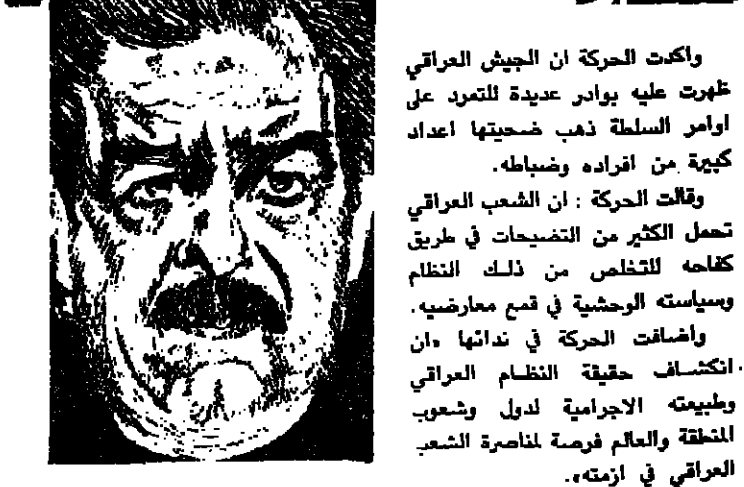 واكدت الحركة ان الجيش العراقي
ظهرت عليه بوادر عديدة للتمرد على
اوامر السلطة ذهب ضحيتها اعداد
كبيرة من افراده وضباطه.
وقالت الحركة : ان الشعب العراقي
تحمل الكثير من التضيحات في طريق
كفاحه للتخلص من ذلك النظام
وسياسته الوحشية في قمع معارضيه.
واضافت الحركة في ندائها «ان
انكشاف حقيقة النظام العراقي
وطبيعته الاجرامية لدول وشعوب
المنطقة والعالم فرصة لمناصرة الشعب
العراقي في ازمته».